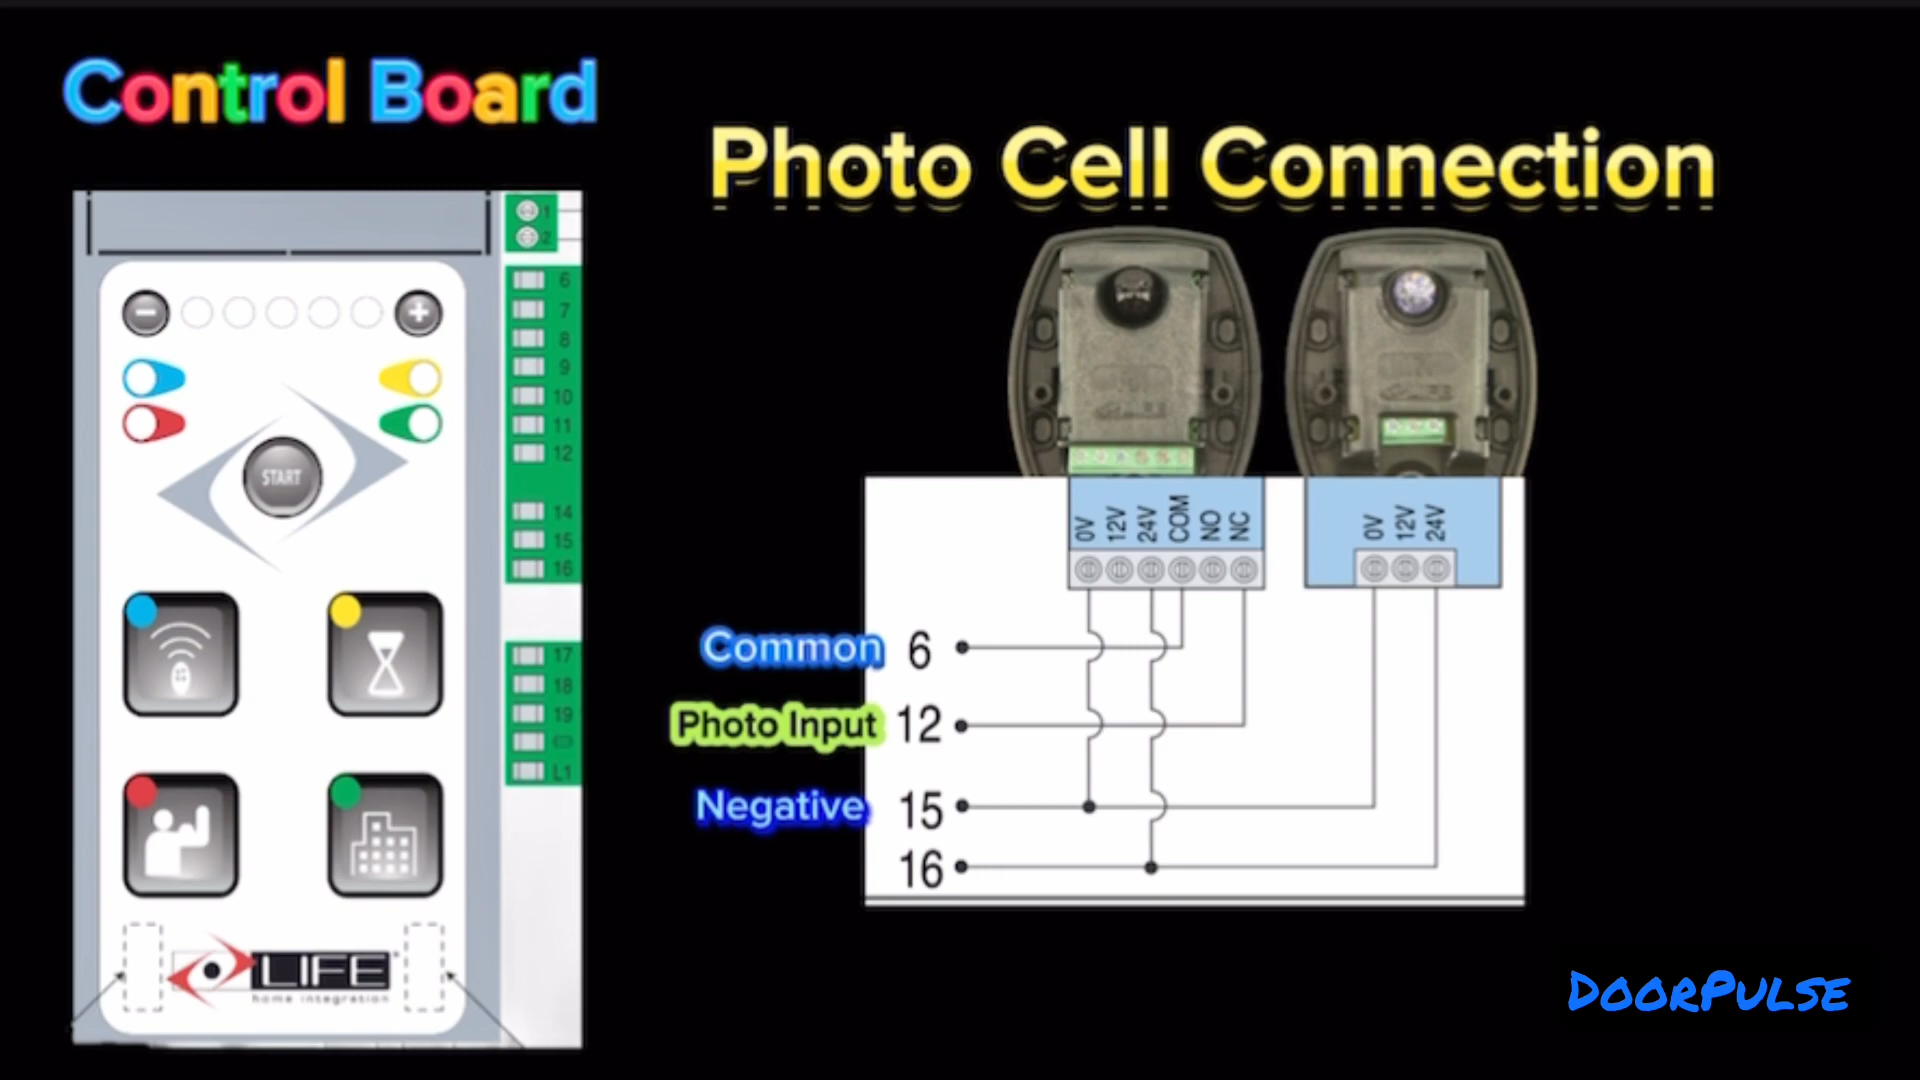 Control Board
Photo Cell Connection
1
2
6
7
8
9
10
11
12
14
15
16
17
18
19
L1
START
LIFE
home integration
0V 12V 24V COM NO NC
0V 12V 24V
Common 6
Photo Input 12
Negative 15
16
DoorPulse